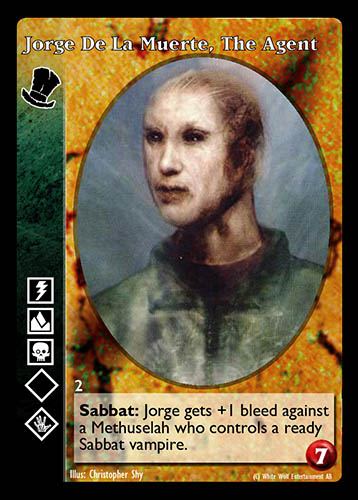 Jorge De La Muerte, The Agent
2
Sabbat: Jorge gets +1 bleed against
a Methuselah who controls a ready
Sabbat vampire.
7
Illus: Christopher Shy
(C) White Wolf Entertainment AB